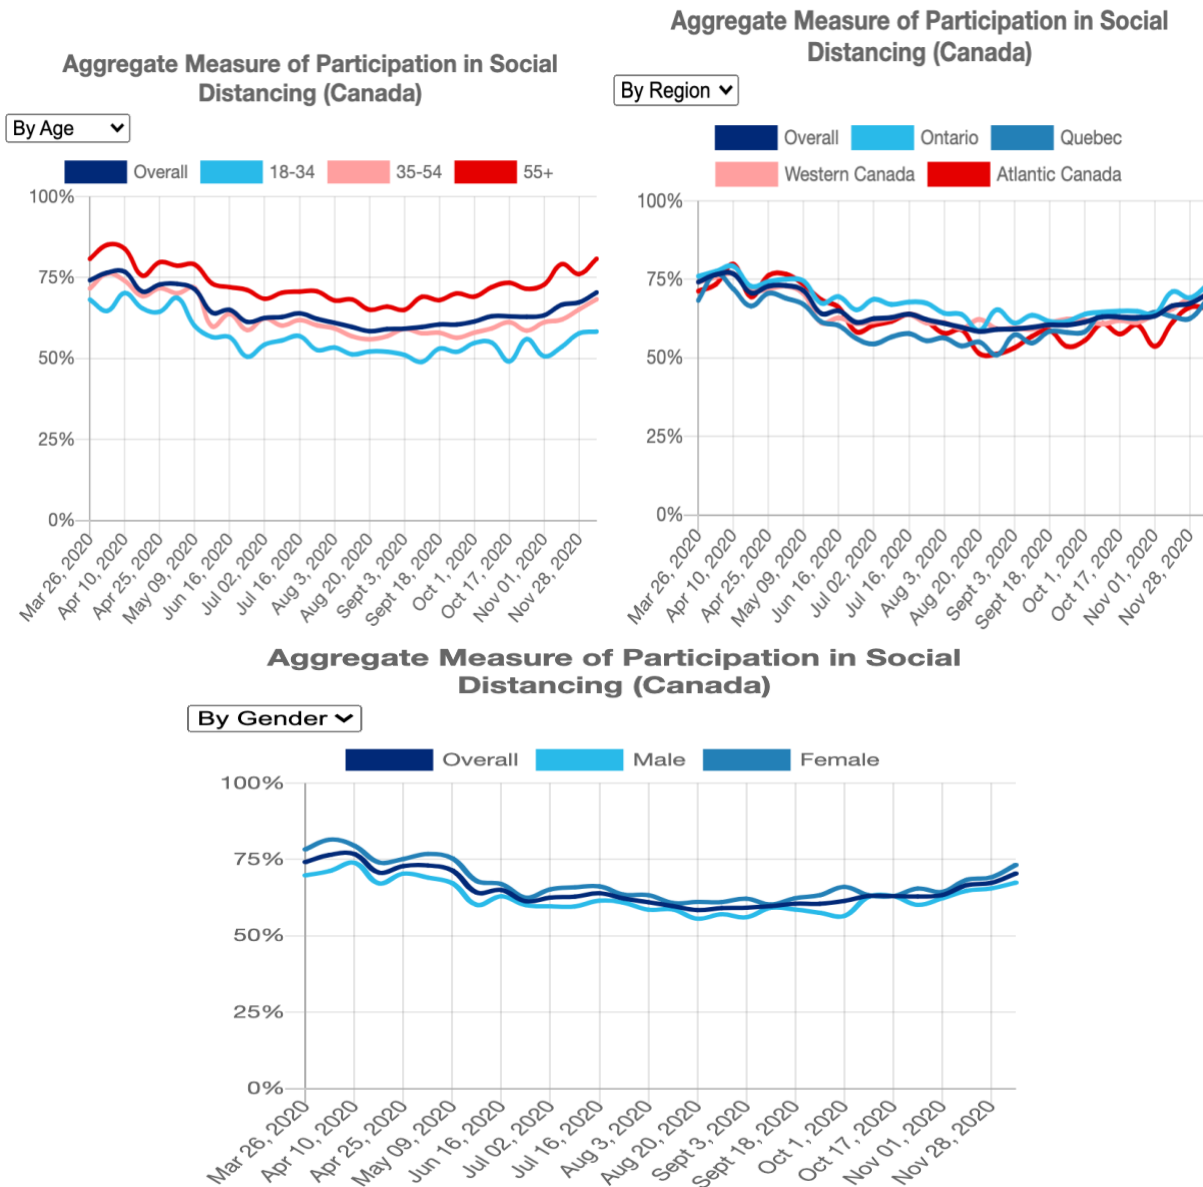 Aggregate Measure of Participation in Social
Distancing (Canada)
By Age
Overall 18-34 35-54 55+
100%
75%
50%
25%
0%
Mar 26, 2020
Apr 10, 2020
Apr 25, 2020
May 09, 2020
Jun 16, 2020
Jul 02, 2020
Jul 16, 2020
Aug 3, 2020
Aug 20, 2020
Sept 3, 2020
Sept 18, 2020
Oct 1, 2020
Oct 17, 2020
Nov 01, 2020
Nov 28, 2020
Aggregate Measure of Participation in Social
Distancing (Canada)
By Region
Overall Ontario Quebec
Western Canada Atlantic Canada
100%
75%
50%
25%
0%
Mar 26, 2020
Apr 10, 2020
Apr 25, 2020
May 09, 2020
Jun 16, 2020
Jul 02, 2020
Jul 16, 2020
Aug 3, 2020
Aug 20, 2020
Sept 3, 2020
Sept 18, 2020
Oct 1, 2020
Oct 17, 2020
Nov 01, 2020
Nov 28, 2020
Aggregate Measure of Participation in Social
Distancing (Canada)
By Gender
Overall Male Female
100%
75%
50%
25%
0%
Mar 26, 2020
Apr 10, 2020
Apr 25, 2020
May 09, 2020
Jun 16, 2020
Jul 02, 2020
Jul 16, 2020
Aug 3, 2020
Aug 20, 2020
Sept 3, 2020
Sept 18, 2020
Oct 1, 2020
Oct 17, 2020
Nov 01, 2020
Nov 28, 2020